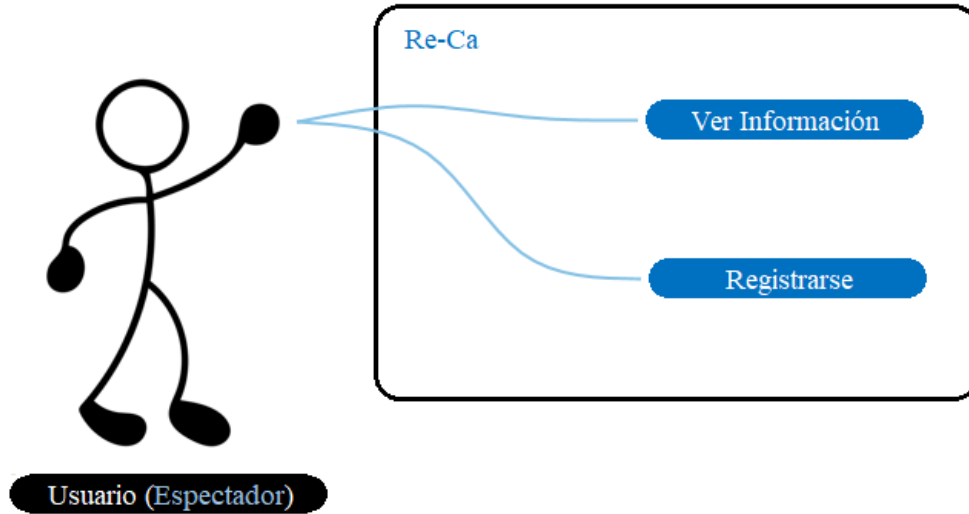 Re-Ca
Ver Información
Registrarse
Usuario (Espectador)